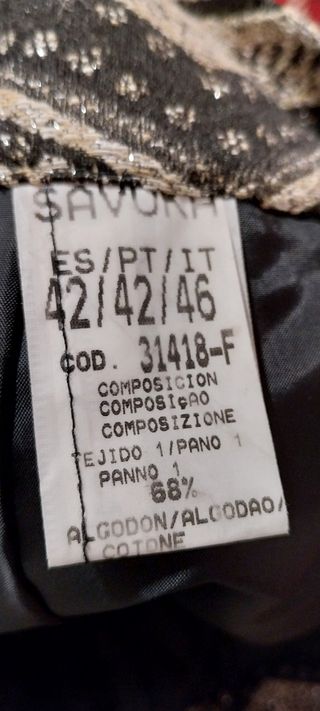 SAVORA
ES/PT/IT
42/42/46
COD. 31418-F
COMPOSICION
COMPOSIçAO
COMPOSIZIONE
TEJIDO 1/PANO 1
PANNO 1
68%
ALGODON/ALGODAO/
COTONE